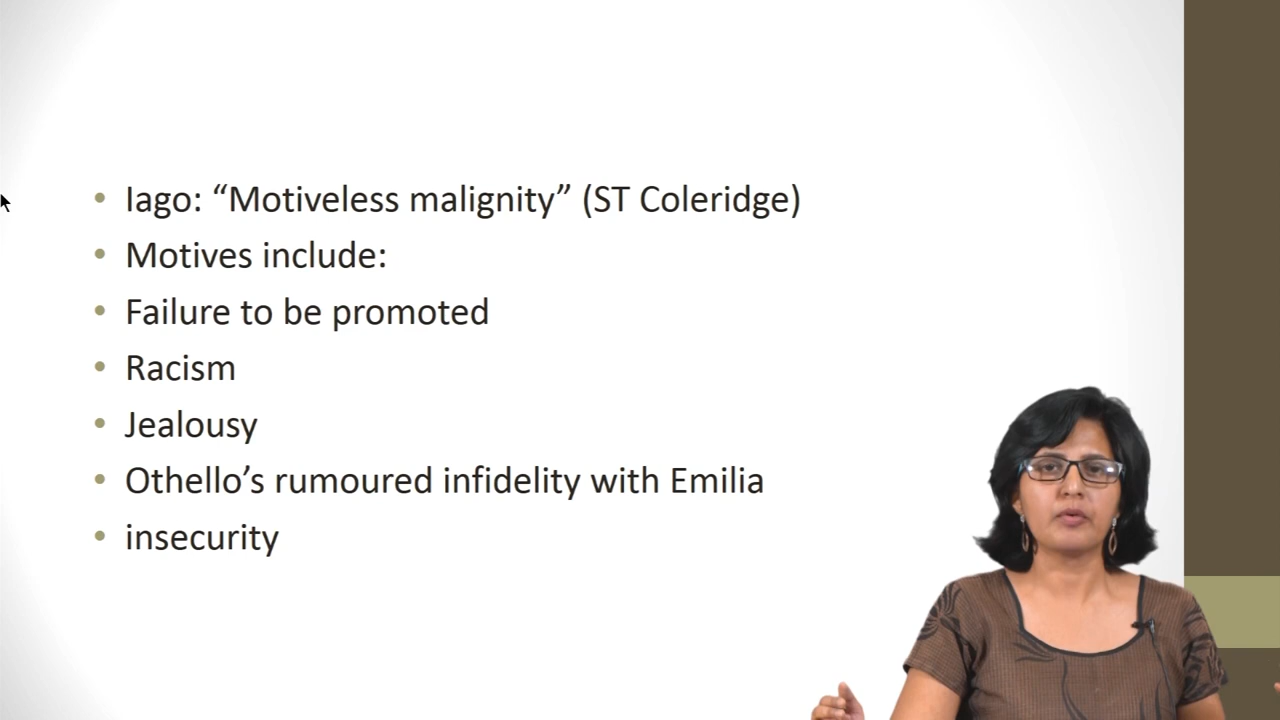 Iago: “Motiveless malignity” (ST Coleridge)
Motives include:
Failure to be promoted
Racism
Jealousy
Othello’s rumoured infidelity with Emilia
insecurity